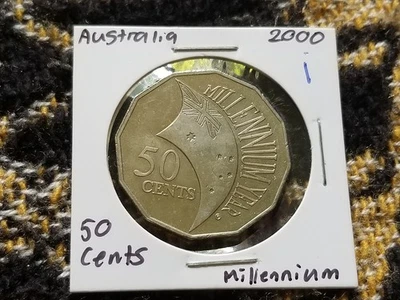 Australia 2000
i
MILLENNIUM YEAR
50
CENTS
50
Cents
Millennium